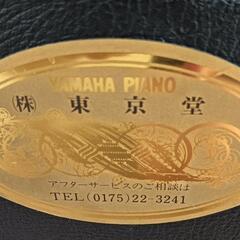 YAMAHA PIANO
㈱ 東京堂
アフターサービスのご相談は
TEL(0175)22-3241